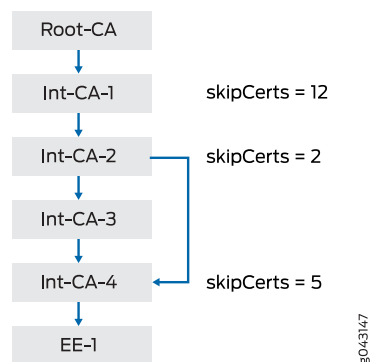 Root-CA
Int-CA-1 skipCerts = 12
Int-CA-2 skipCerts = 2
Int-CA-3
Int-CA-4 skipCerts = 5
EE-1
g043147